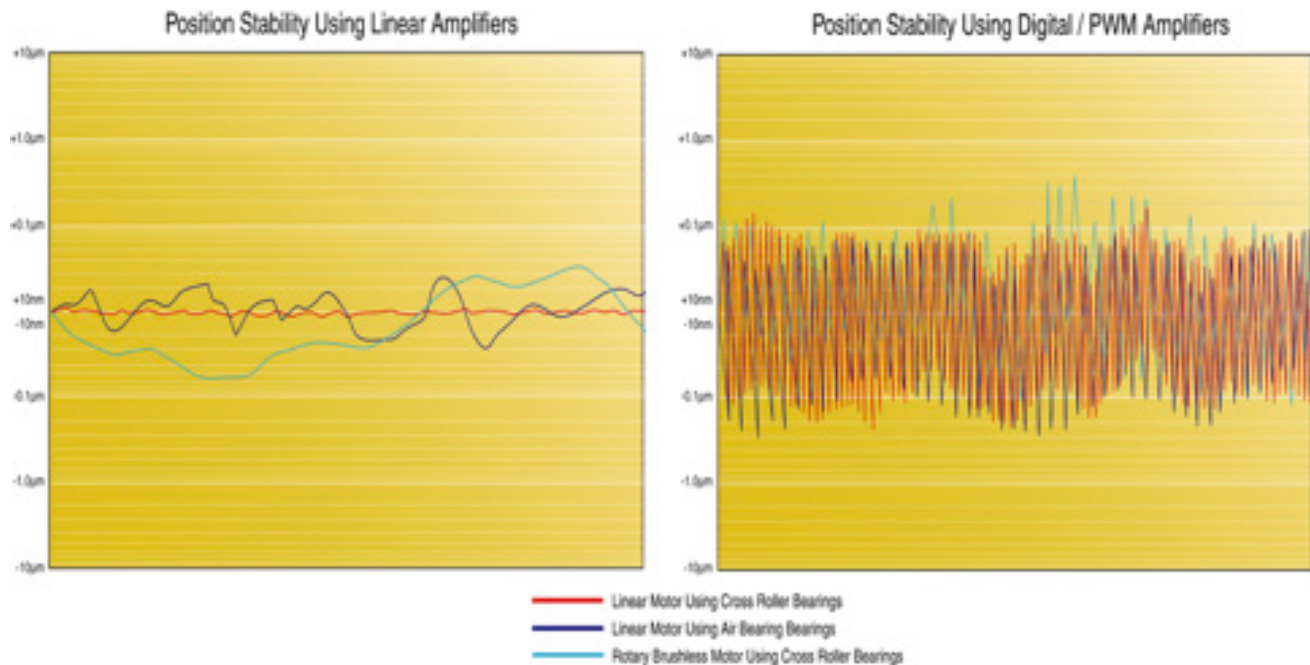 Position Stability Using Linear Amplifiers
+10µm
+1.0µm
+0.1µm
+10nm
-10nm
-0.1µm
-1.0µm
-10µm
Position Stability Using Digital / PWM Amplifiers
+10µm
+1.0µm
+0.1µm
+10nm
-10nm
-0.1µm
-1.0µm
-10µm
Linear Motor Using Cross Roller Bearings
Linear Motor Using Air Bearing Bearings
Rotary Brushless Motor Using Cross Roller Bearings